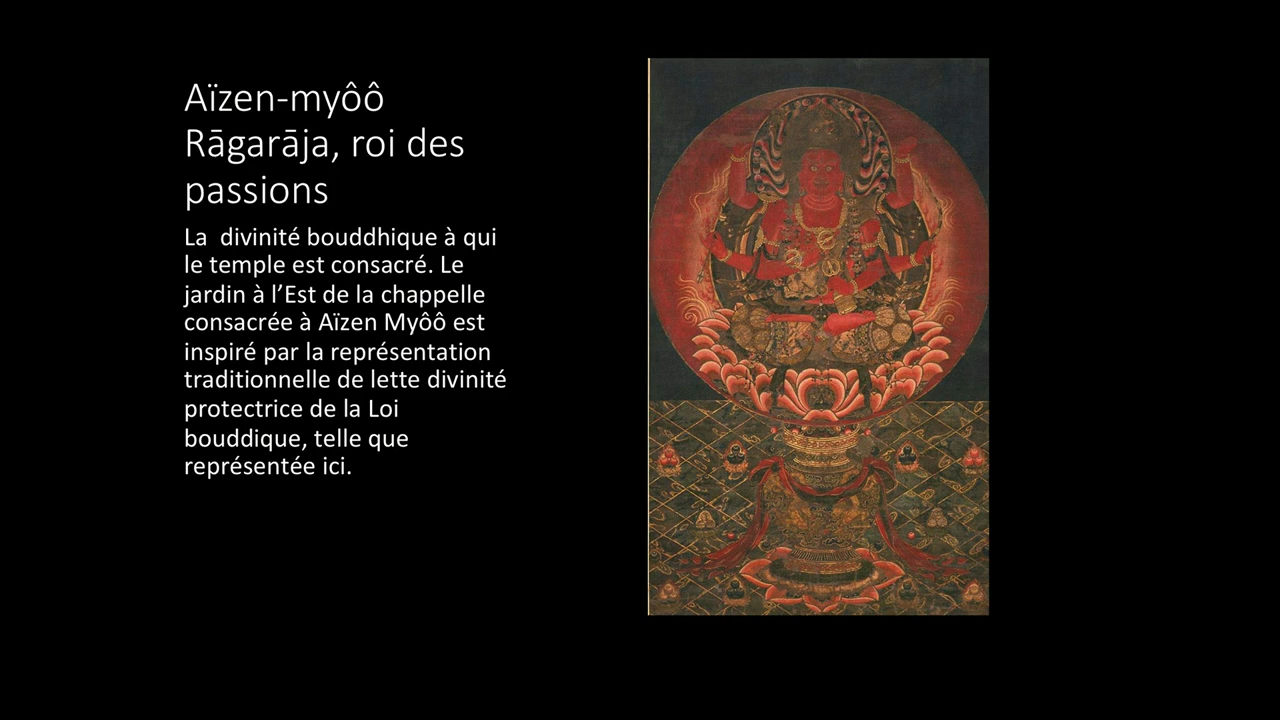 Aïzen-myôô
Rāgarāja, roi des
passions
La  divinité bouddhique à qui
le temple est consacré. Le
jardin à l’Est de la chappelle
consacrée à Aïzen Myôô est
inspiré par la représentation
traditionnelle de lette divinité
protectrice de la Loi
bouddique, telle que
représentée ici.